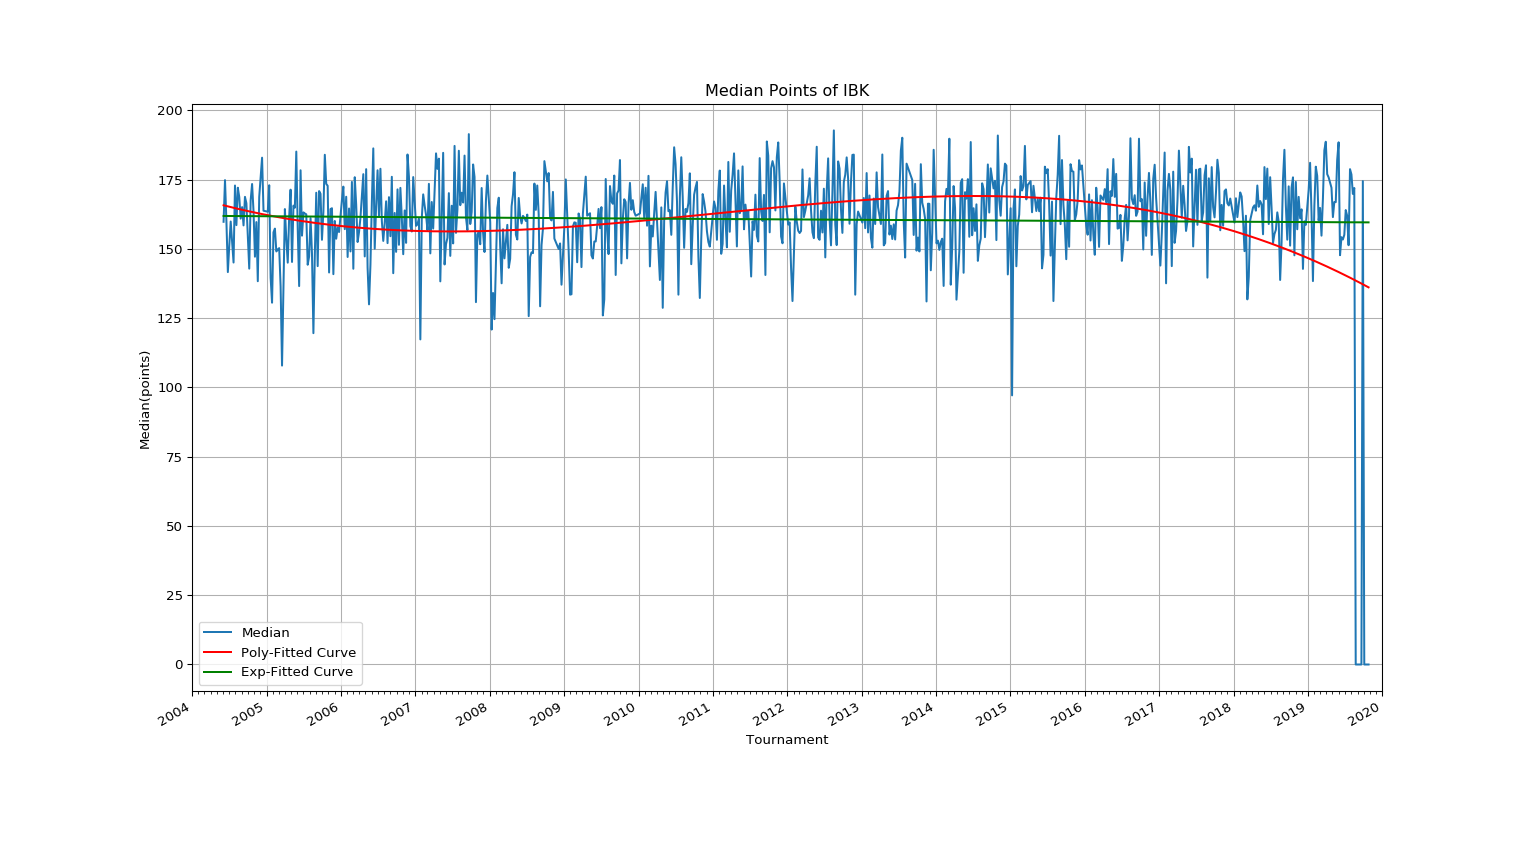 Median Points of IBK
200
175
150
125
100
75
50
25
0
Median(points)
Median
Poly-Fitted Curve
Exp-Fitted Curve
2004 2005 2006 2007 2008 2009 2010 2011 2012 2013 2014 2015 2016 2017 2018 2019 2020
Tournament